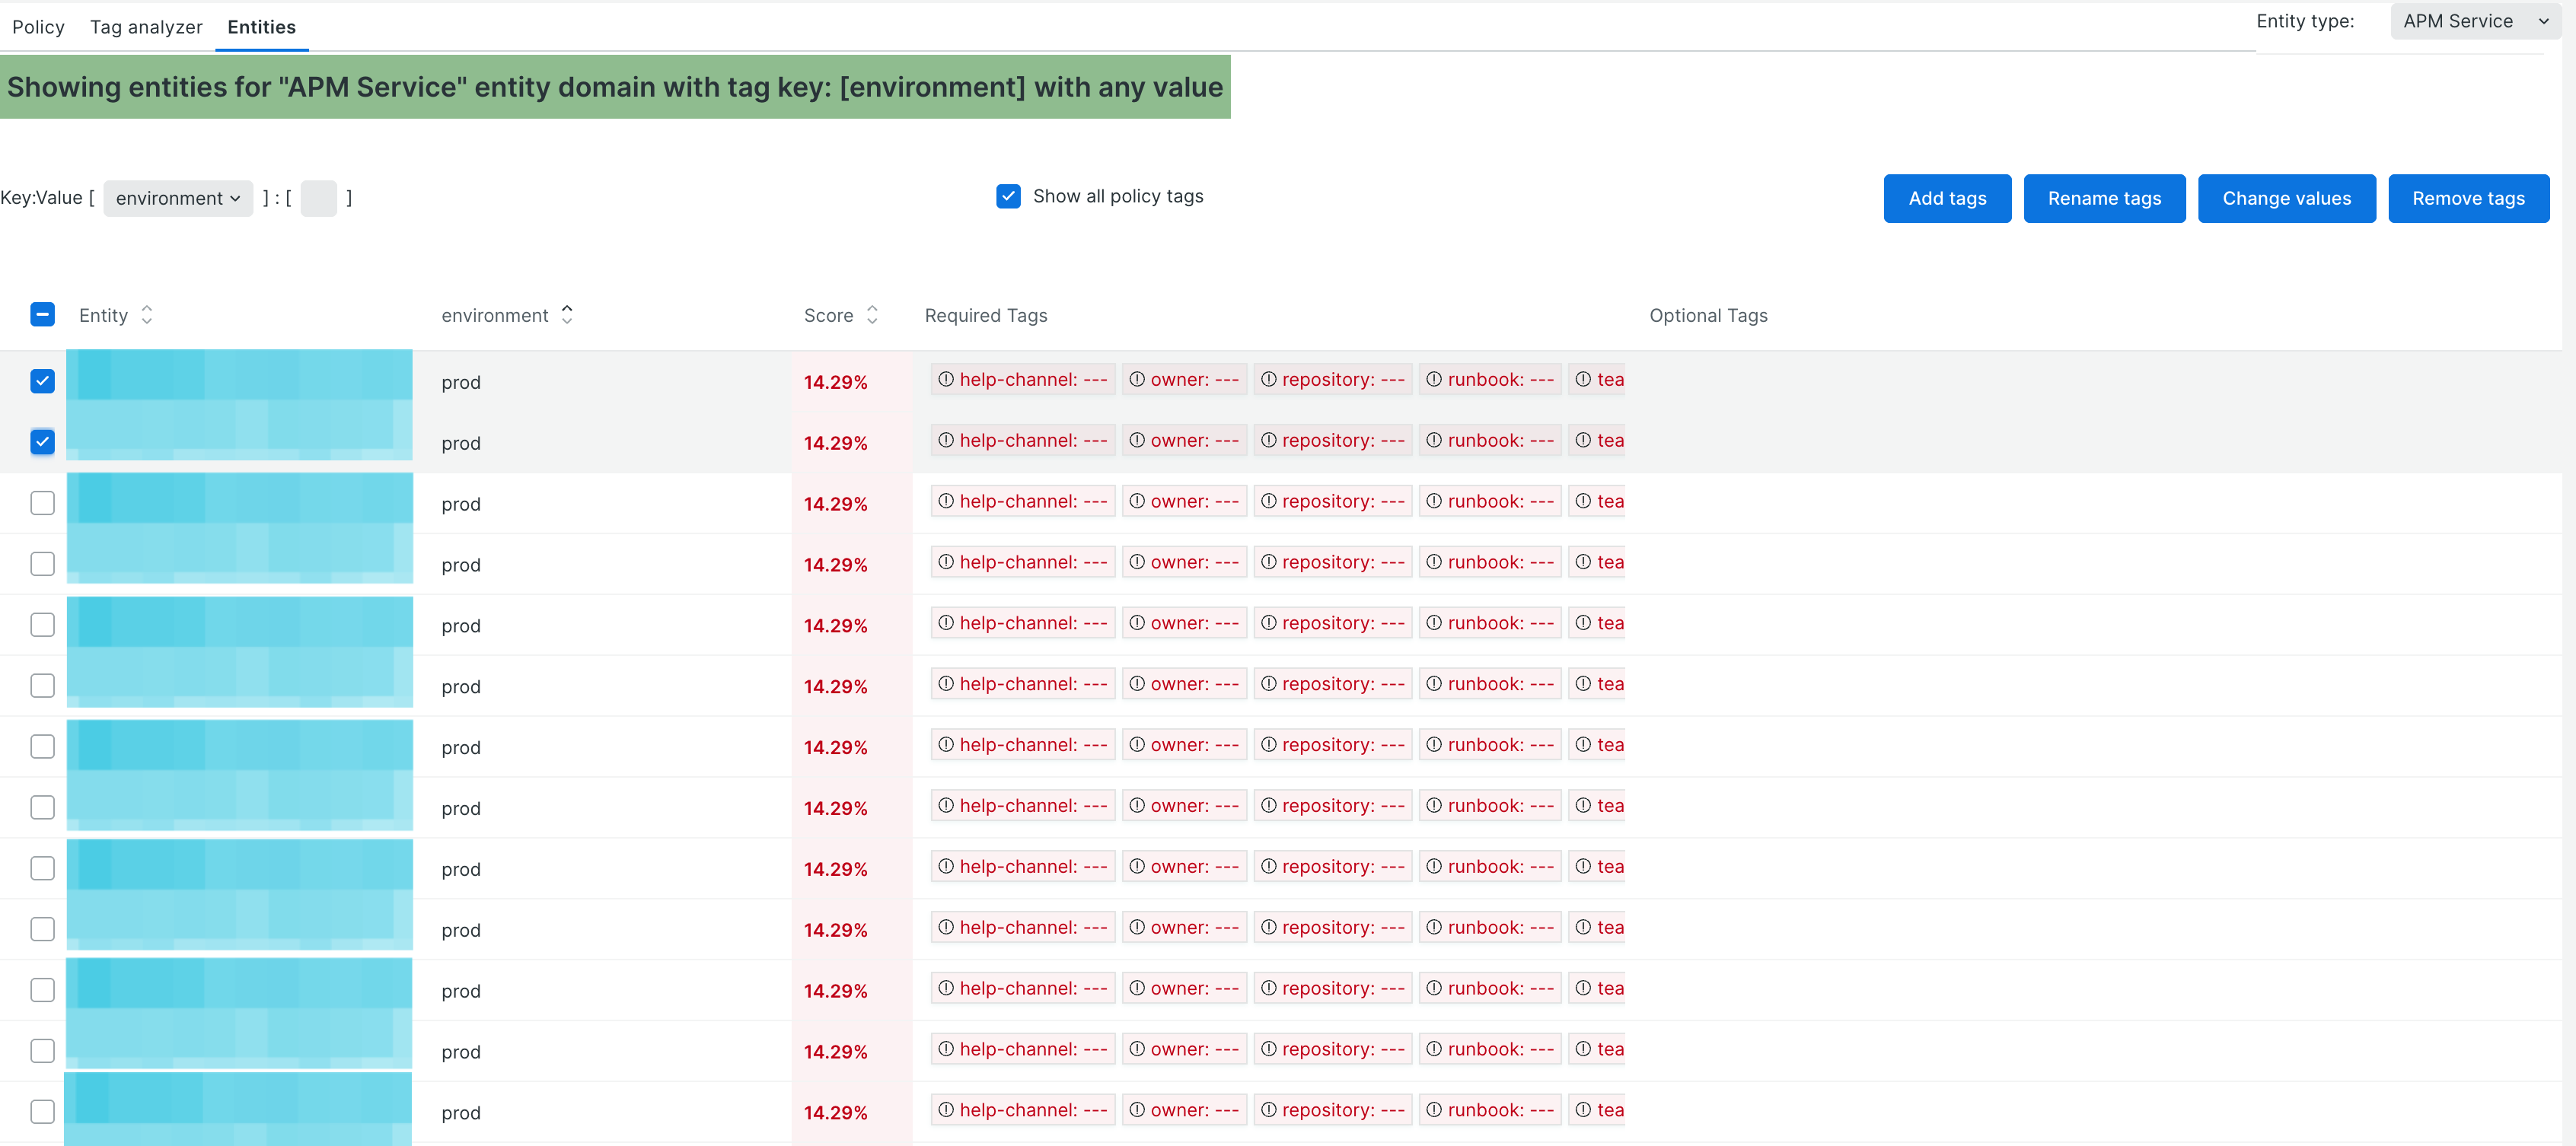 Policy Tag analyzer Entities Entity type: APM Service
Showing entities for "APM Service" entity domain with tag key: [environment] with any value
Key:Value [ environment ] : [ ] Show all policy tags Add tags Rename tags Change values Remove tags
Entity environment Score Required Tags Optional Tags
prod 14.29% help-channel: --- owner: --- repository: --- runbook: --- tea
prod 14.29% help-channel: --- owner: --- repository: --- runbook: --- tea
prod 14.29% help-channel: --- owner: --- repository: --- runbook: --- tea
prod 14.29% help-channel: --- owner: --- repository: --- runbook: --- tea
prod 14.29% help-channel: --- owner: --- repository: --- runbook: --- tea
prod 14.29% help-channel: --- owner: --- repository: --- runbook: --- tea
prod 14.29% help-channel: --- owner: --- repository: --- runbook: --- tea
prod 14.29% help-channel: --- owner: --- repository: --- runbook: --- tea
prod 14.29% help-channel: --- owner: --- repository: --- runbook: --- tea
prod 14.29% help-channel: --- owner: --- repository: --- runbook: --- tea
prod 14.29% help-channel: --- owner: --- repository: --- runbook: --- tea
prod 14.29% help-channel: --- owner: --- repository: --- runbook: --- tea
prod 14.29% help-channel: --- owner: --- repository: --- runbook: --- tea